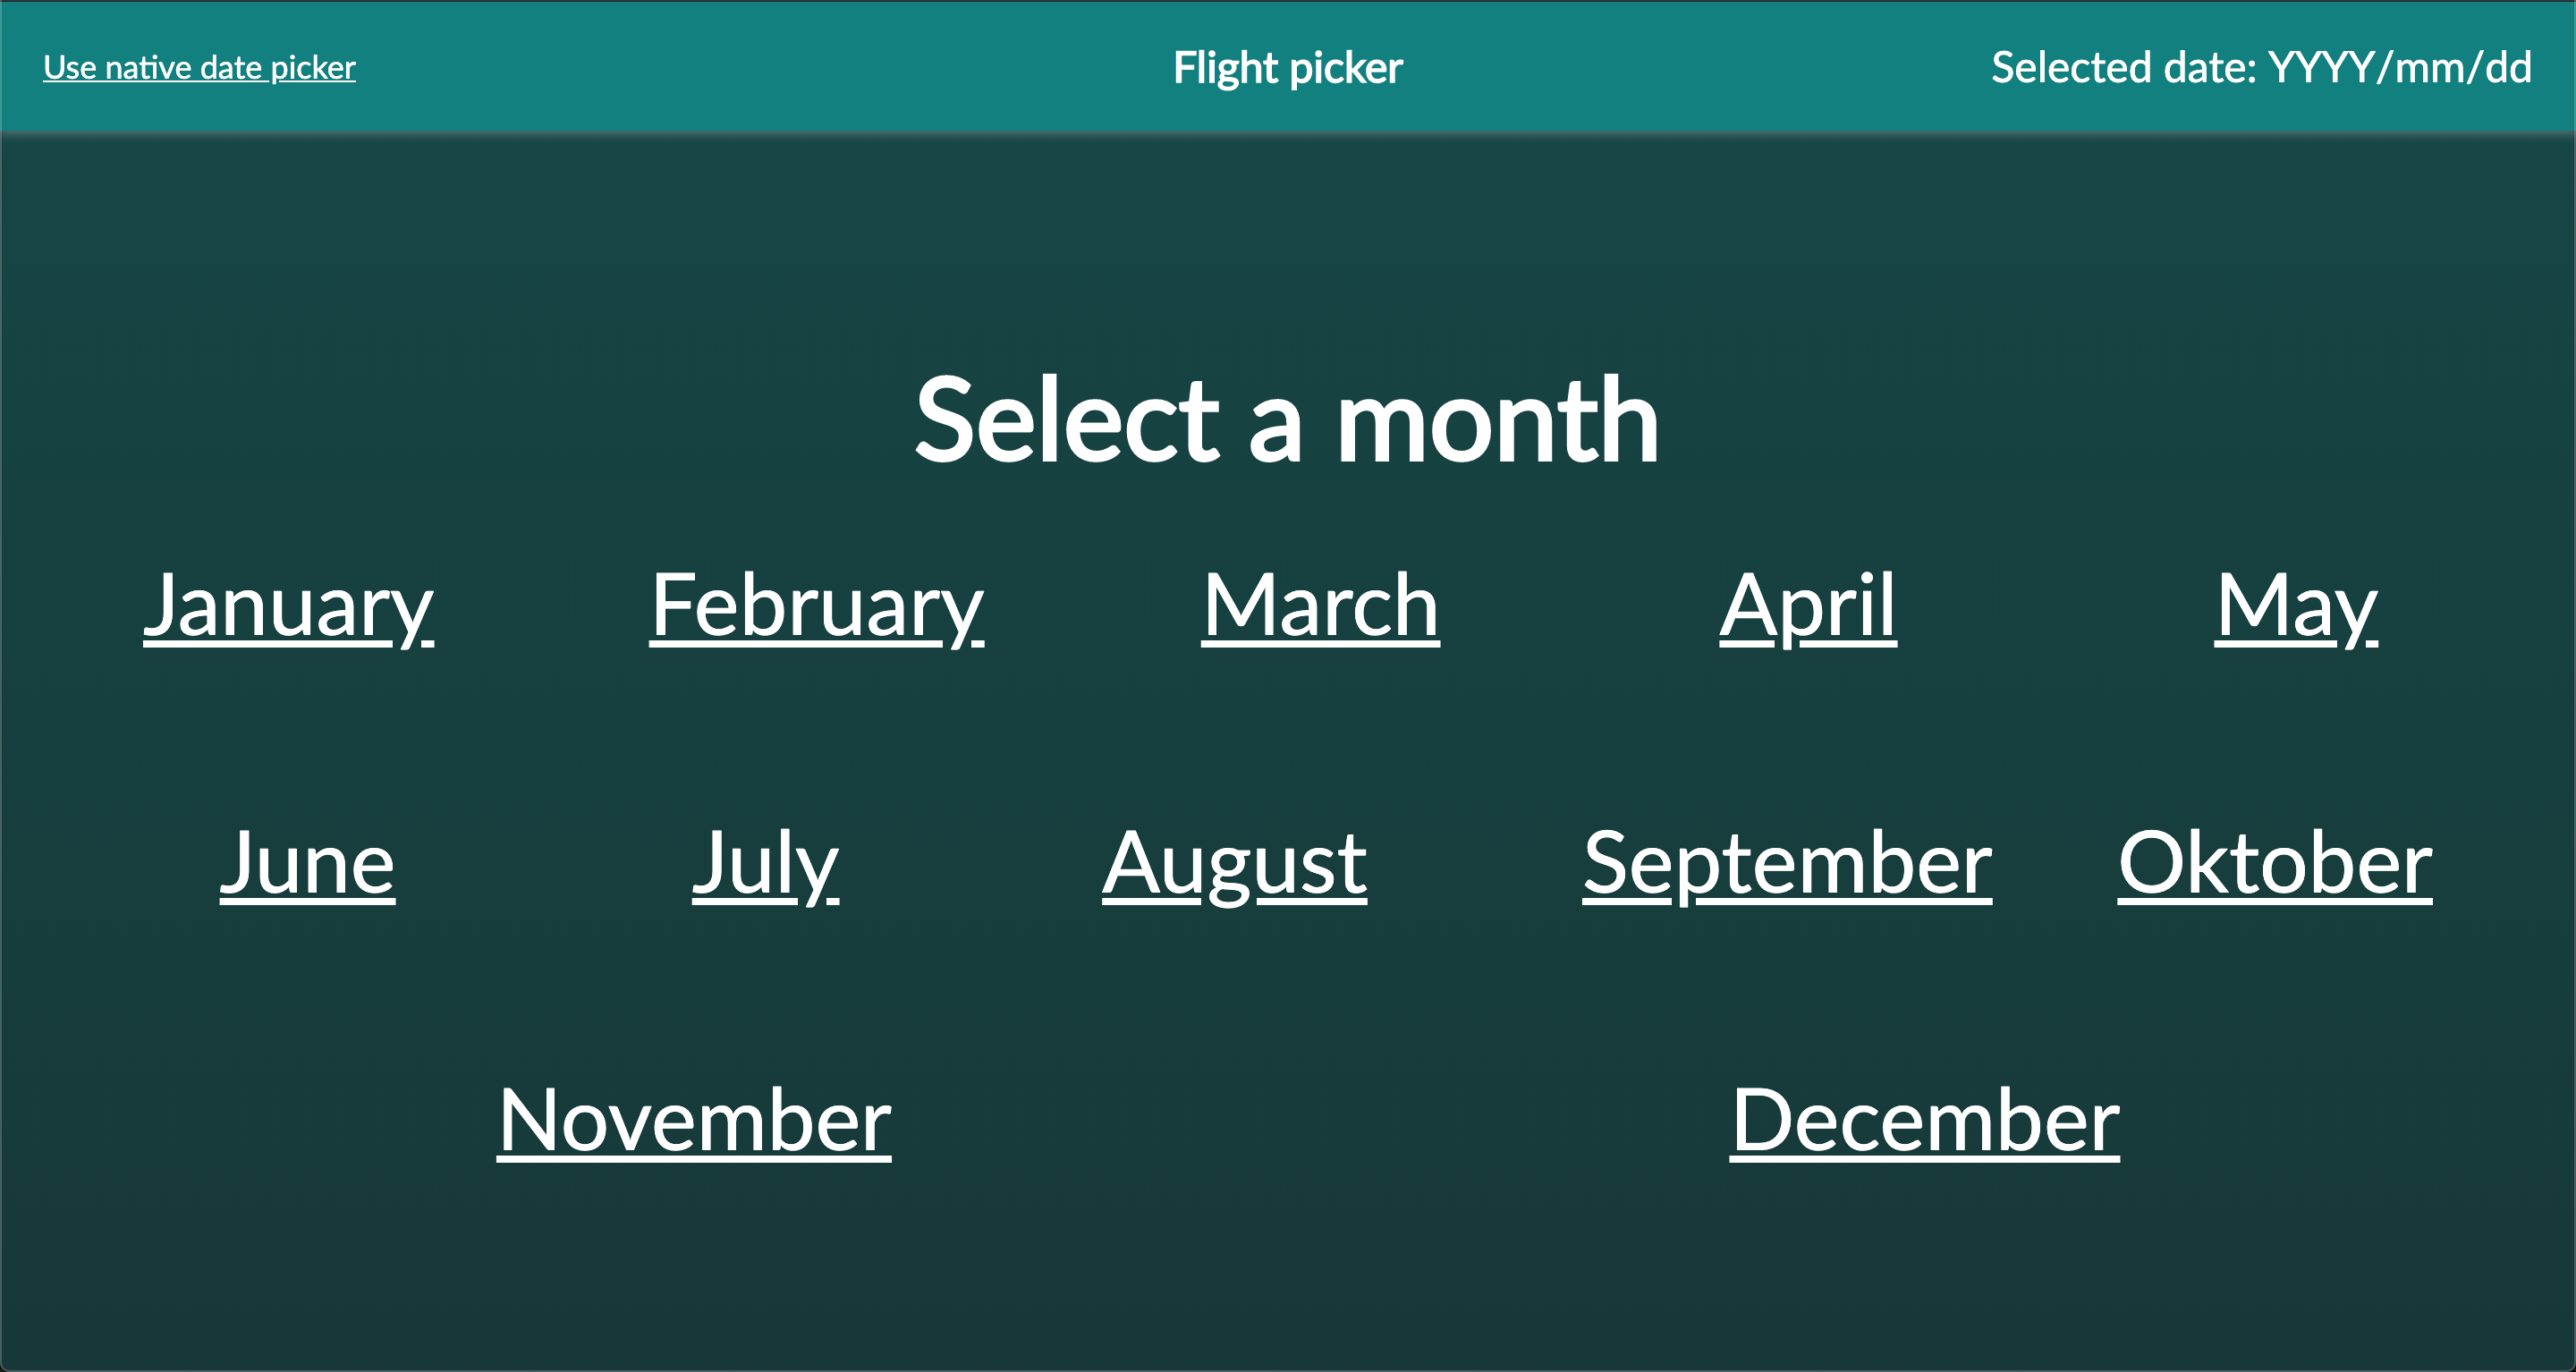 Use native date picker
Flight picker
Selected date: YYYY/mm/dd
Select a month
January February March April May
June July August September Oktober
November December